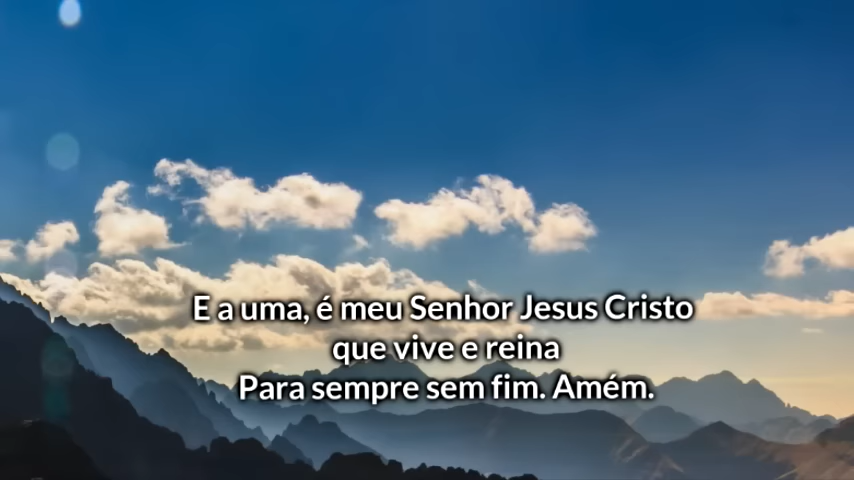 E a uma, é meu Senhor Jesus Cristo
que vive e reina
Para sempre sem fim. Amém.